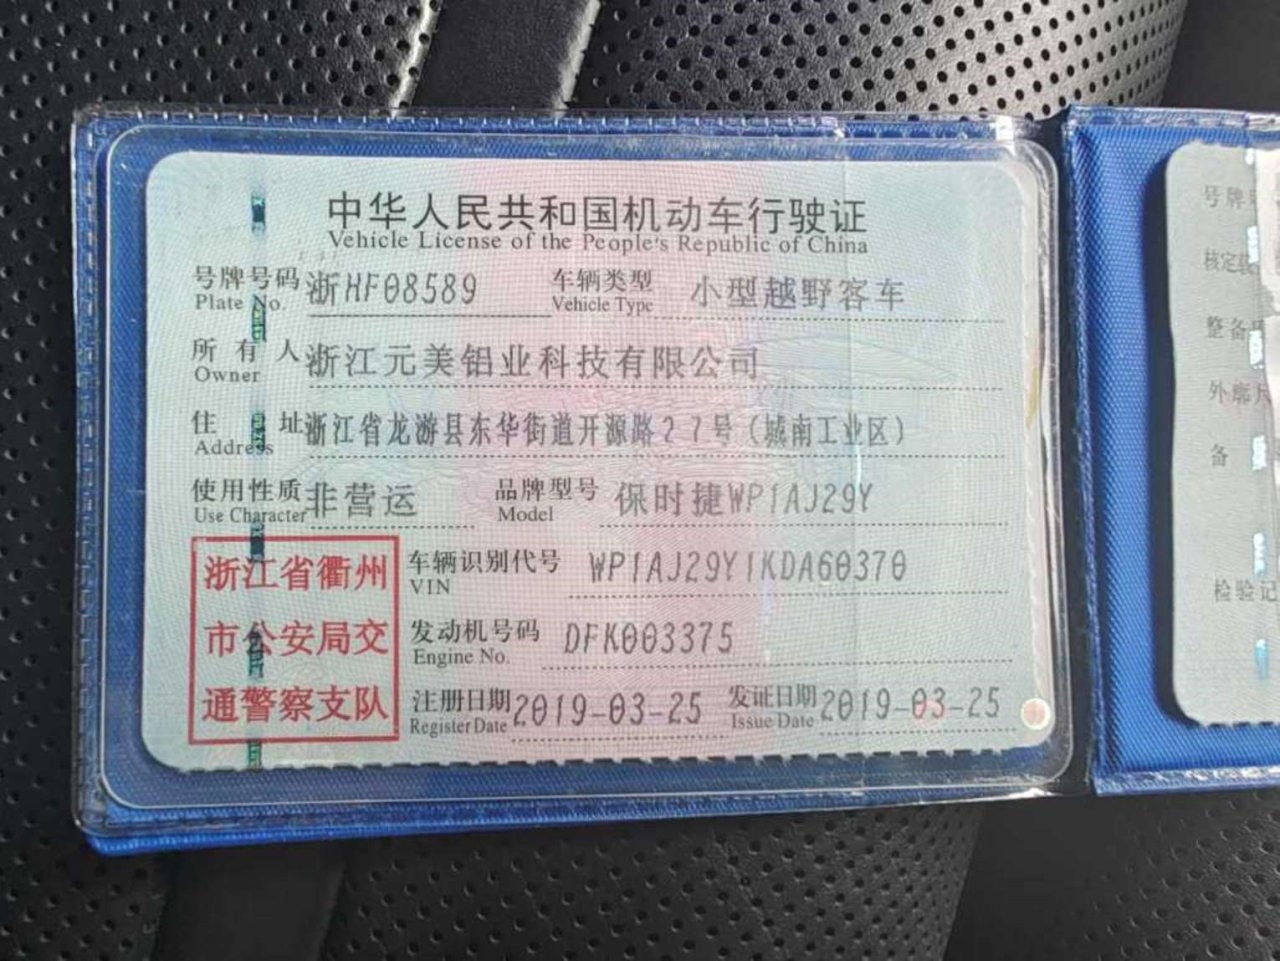 中华人民共和国机动车行驶证
Vehicle License of the People's Republic of China
号牌号码 浙HF08589 车辆类型 小型越野客车
Plate No. Vehicle Type
所有人 浙江元美铝业科技有限公司
Owner
住址 浙江省龙游县东华街道开源路27号（城南工业区）
Address
使用性质 非营运 品牌型号 保时捷WP1AJ29Y
Use Character Model
浙江省衢州
市公安局交
通警察支队
车辆识别代号 WP1AJ29Y1KDA60370
VIN
发动机号码 DFK003375
Engine No.
注册日期 2019-03-25 发证日期 2019-03-25
Register Date Issue Date
号牌
核定
整备
外廓尺
备
检验记